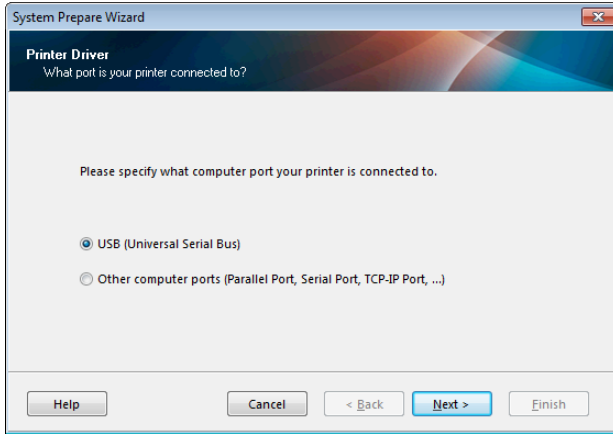 System Prepare Wizard
Printer Driver
What port is your printer connected to?
Please specify what computer port your printer is connected to.
USB (Universal Serial Bus)
Other computer ports (Parallel Port, Serial Port, TCP-IP Port, ...)
Help Cancel < Back Next > Finish